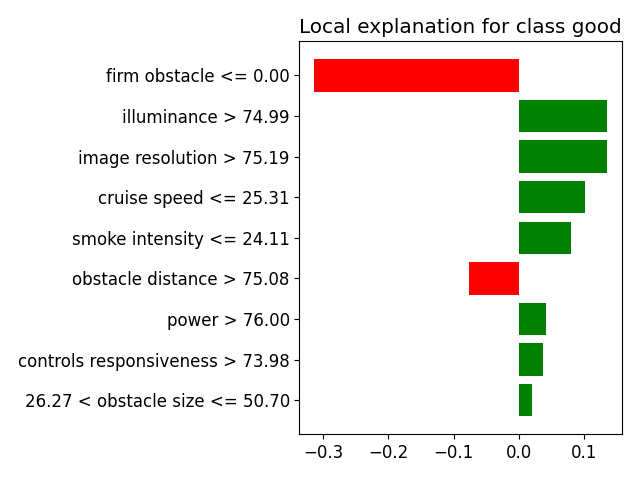 Local explanation for class good
firm obstacle <= 0.00
illuminance > 74.99
image resolution > 75.19
cruise speed <= 25.31
smoke intensity <= 24.11
obstacle distance > 75.08
power > 76.00
controls responsiveness > 73.98
26.27 < obstacle size <= 50.70
−0.3 −0.2 −0.1 0.0 0.1